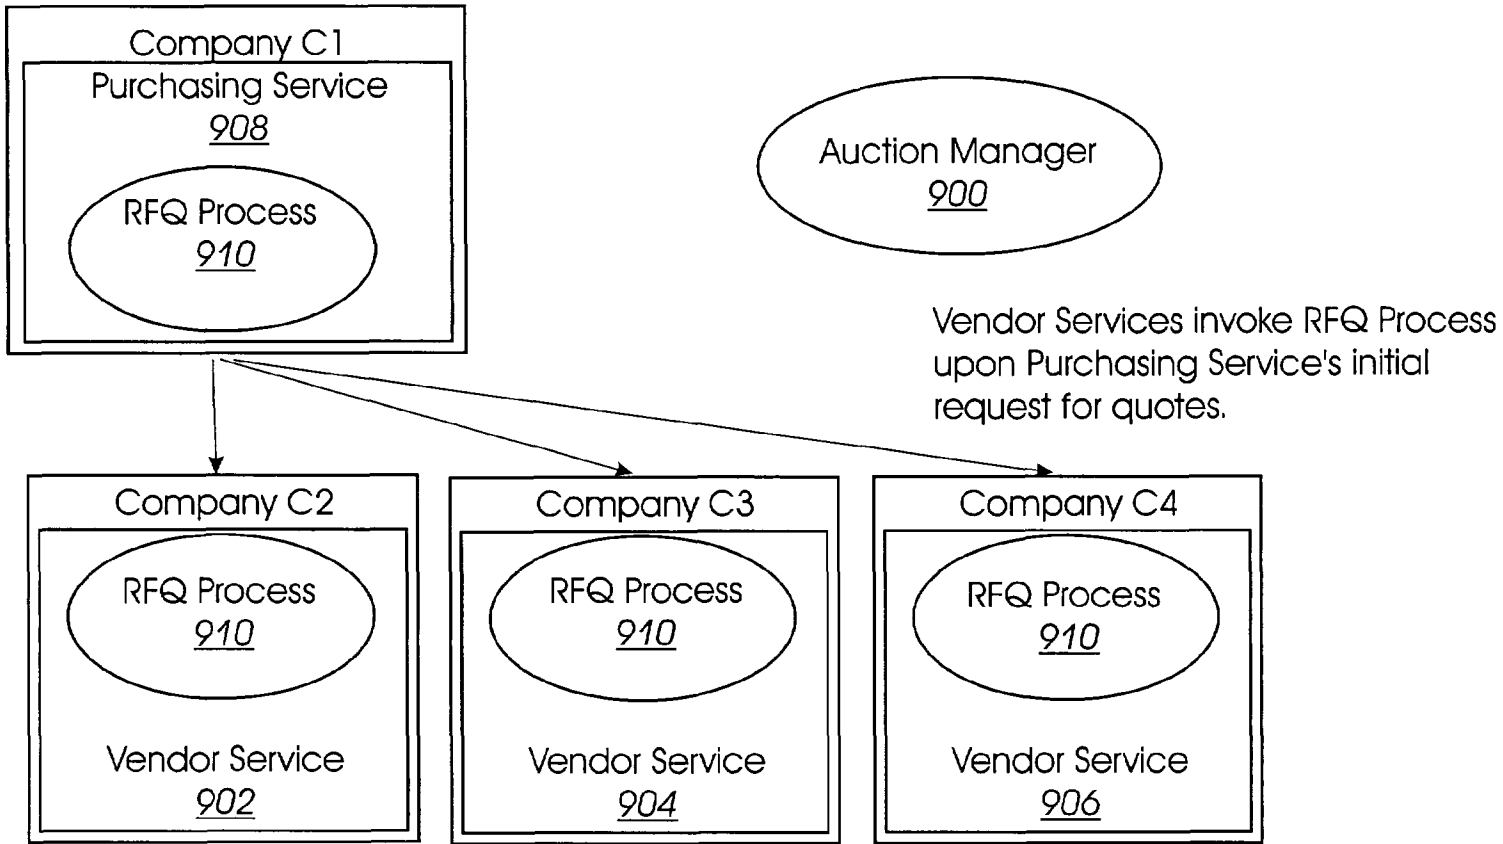 Company C1
Purchasing Service
908
RFQ Process
910
Auction Manager
900
Vendor Services invoke RFQ Process
upon Purchasing Service's initial
request for quotes.
Company C2
RFQ Process
910
Vendor Service
902
Company C3
RFQ Process
910
Vendor Service
904
Company C4
RFQ Process
910
Vendor Service
906